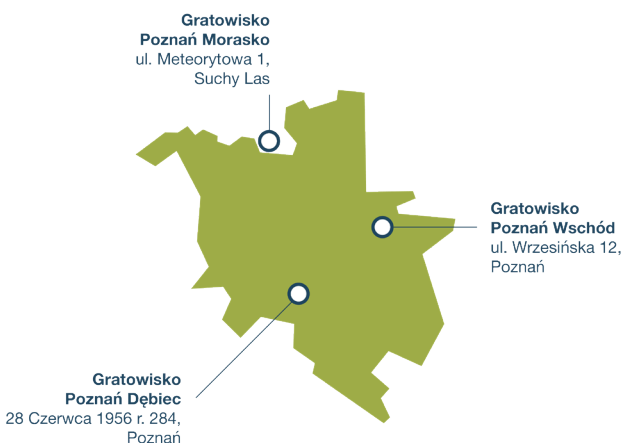 Gratowisko
Poznań Morasko
ul. Meteorytowa 1,
Suchy Las
Gratowisko
Poznań Wschód
ul. Wrzesińska 12,
Poznań
Gratowisko
Poznań Dębiec
28 Czerwca 1956 r. 284,
Poznań